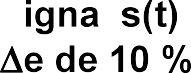 igna s(t)
Δe de 10 %